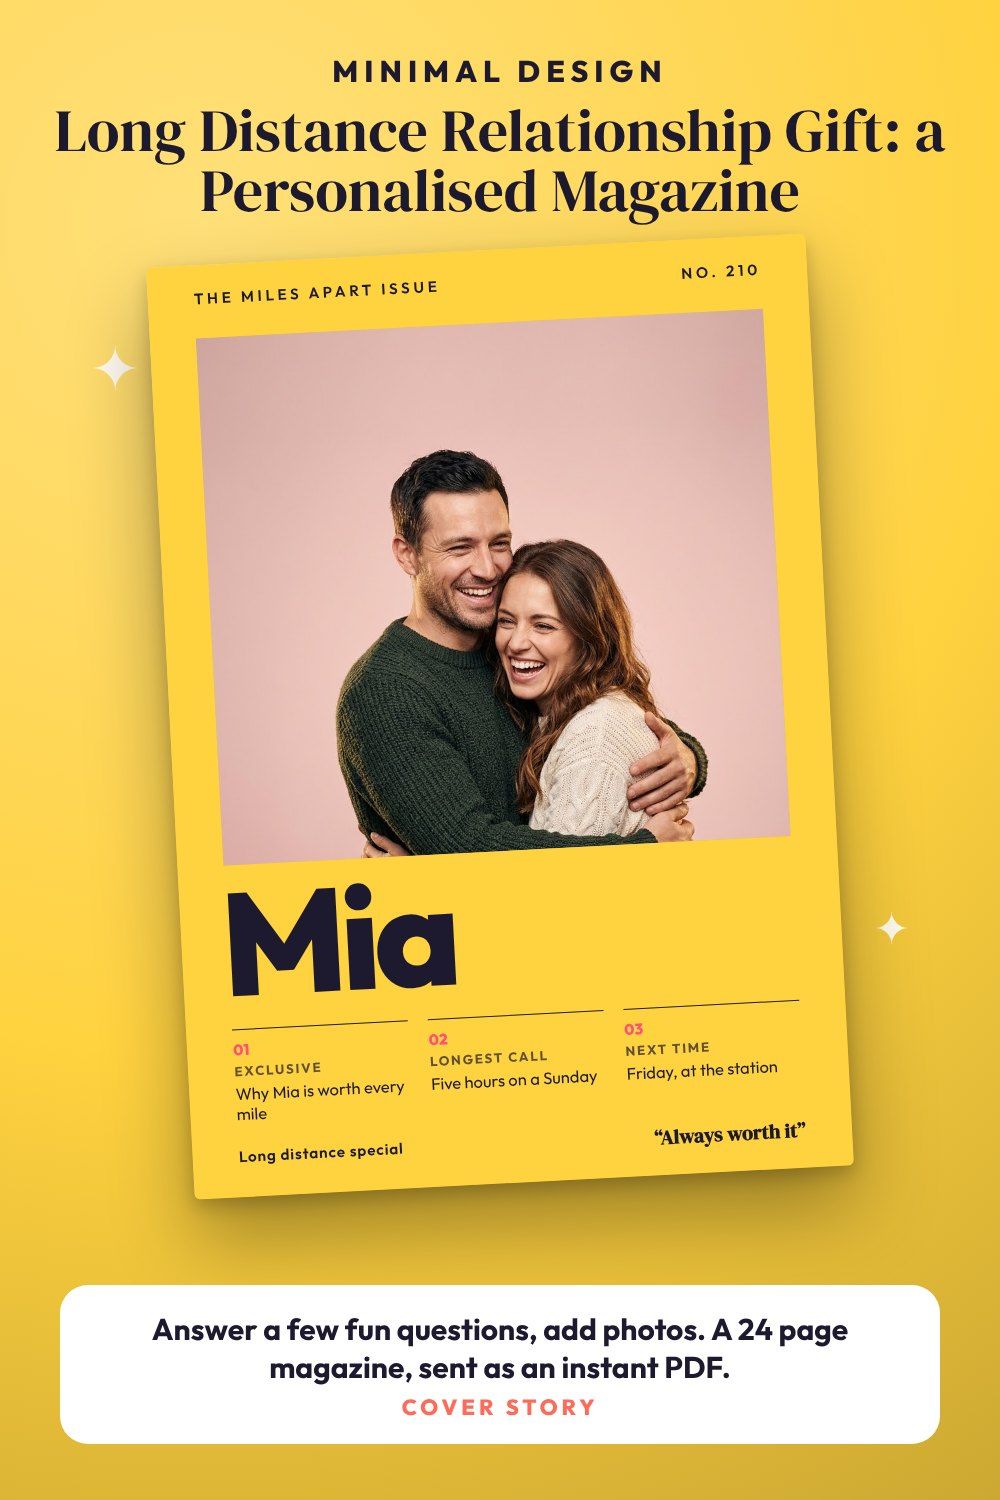 MINIMAL DESIGN
Long Distance Relationship Gift: a
Personalised Magazine
THE MILES APART ISSUE
NO. 210
Mia
01
EXCLUSIVE
Why Mia is worth every
mile
02
LONGEST CALL
Five hours on a Sunday
03
NEXT TIME
Friday, at the station
Long distance special
“Always worth it”
Answer a few fun questions, add photos. A 24 page
magazine, sent as an instant PDF.
COVER STORY